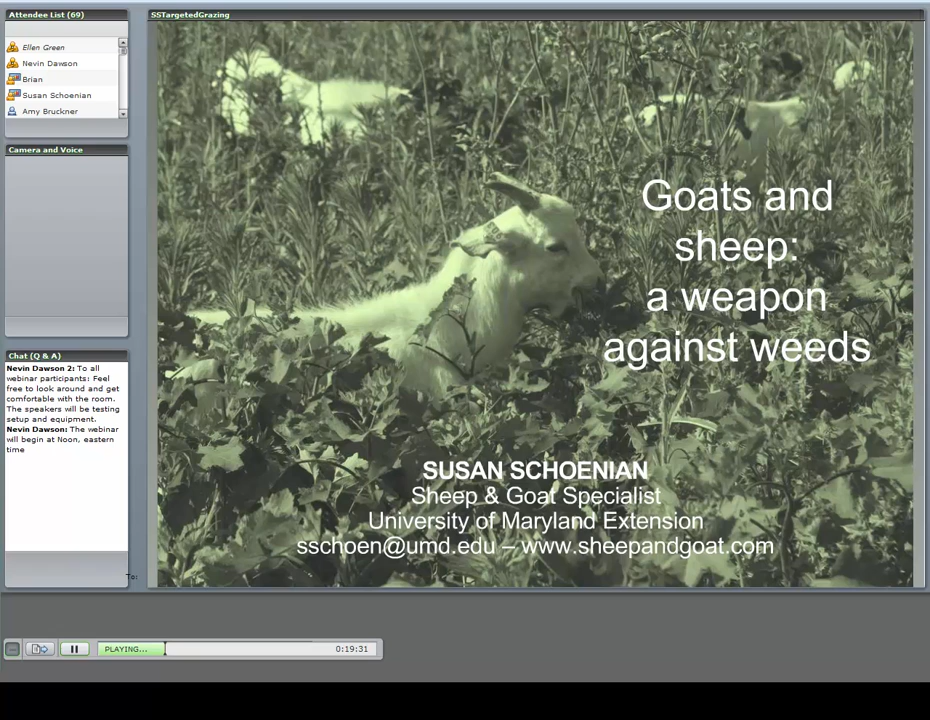 Attendee List (69)
Ellen Green
Nevin Dawson
Brian
Susan Schoenian
Amy Bruckner
Camera and Voice
Chat (Q & A)
Nevin Dawson 2: To all
webinar participants: Feel
free to look around and get
comfortable with the room.
The speakers will be testing
setup and equipment.
Nevin Dawson: The webinar
will begin at Noon, eastern
time
To:
SSTargetedGrazing
Goats and
sheep:
a weapon
against weeds
SUSAN SCHOENIAN
Sheep & Goat Specialist
University of Maryland Extension
sschoen@umd.edu – www.sheepandgoat.com
PLAYING...
0:19:31